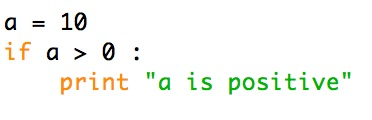 a = 10
if a > 0 :
    print "a is positive"